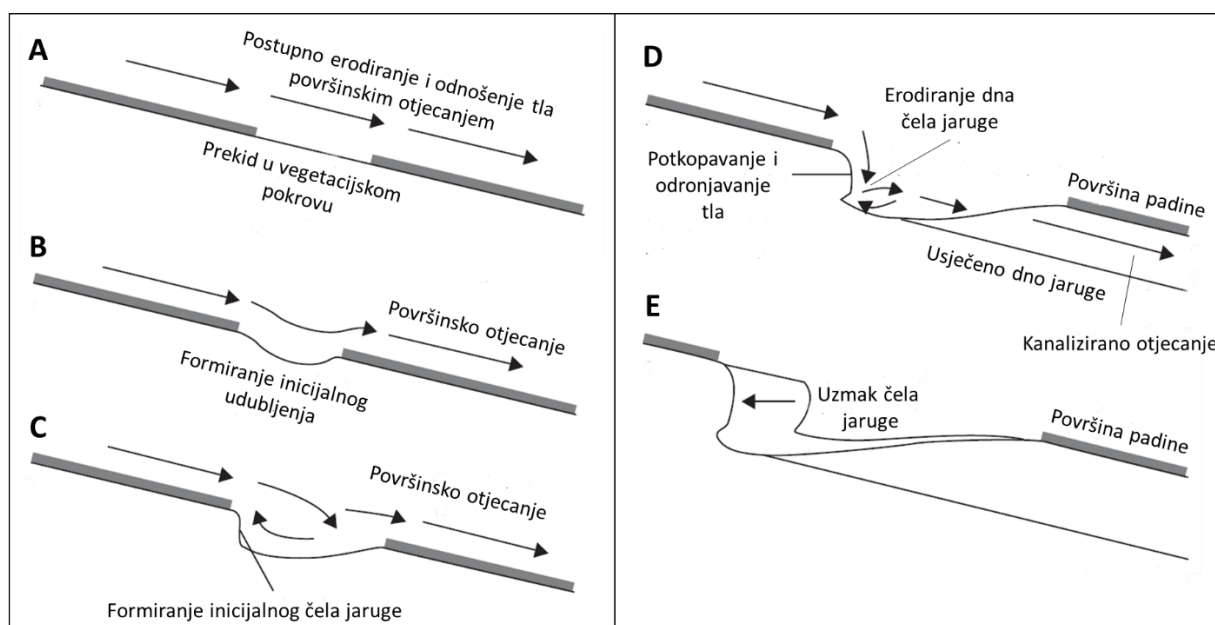 A
Postupno erodiranje i odnošenje tla
površinskim otjecanjem
Prekid u vegetacijskom
pokrovu
B
Površinsko otjecanje
Formiranje inicijalnog
udubljenja
C
Površinsko otjecanje
Formiranje inicijalnog čela jaruge
D
Erodiranje dna
čela jaruge
Potkopavanje i
odronjavanje
tla
Površina padine
Usječeno dno jaruge
Kanalizirano otjecanje
E
Uzmak čela
jaruge
Površina padine